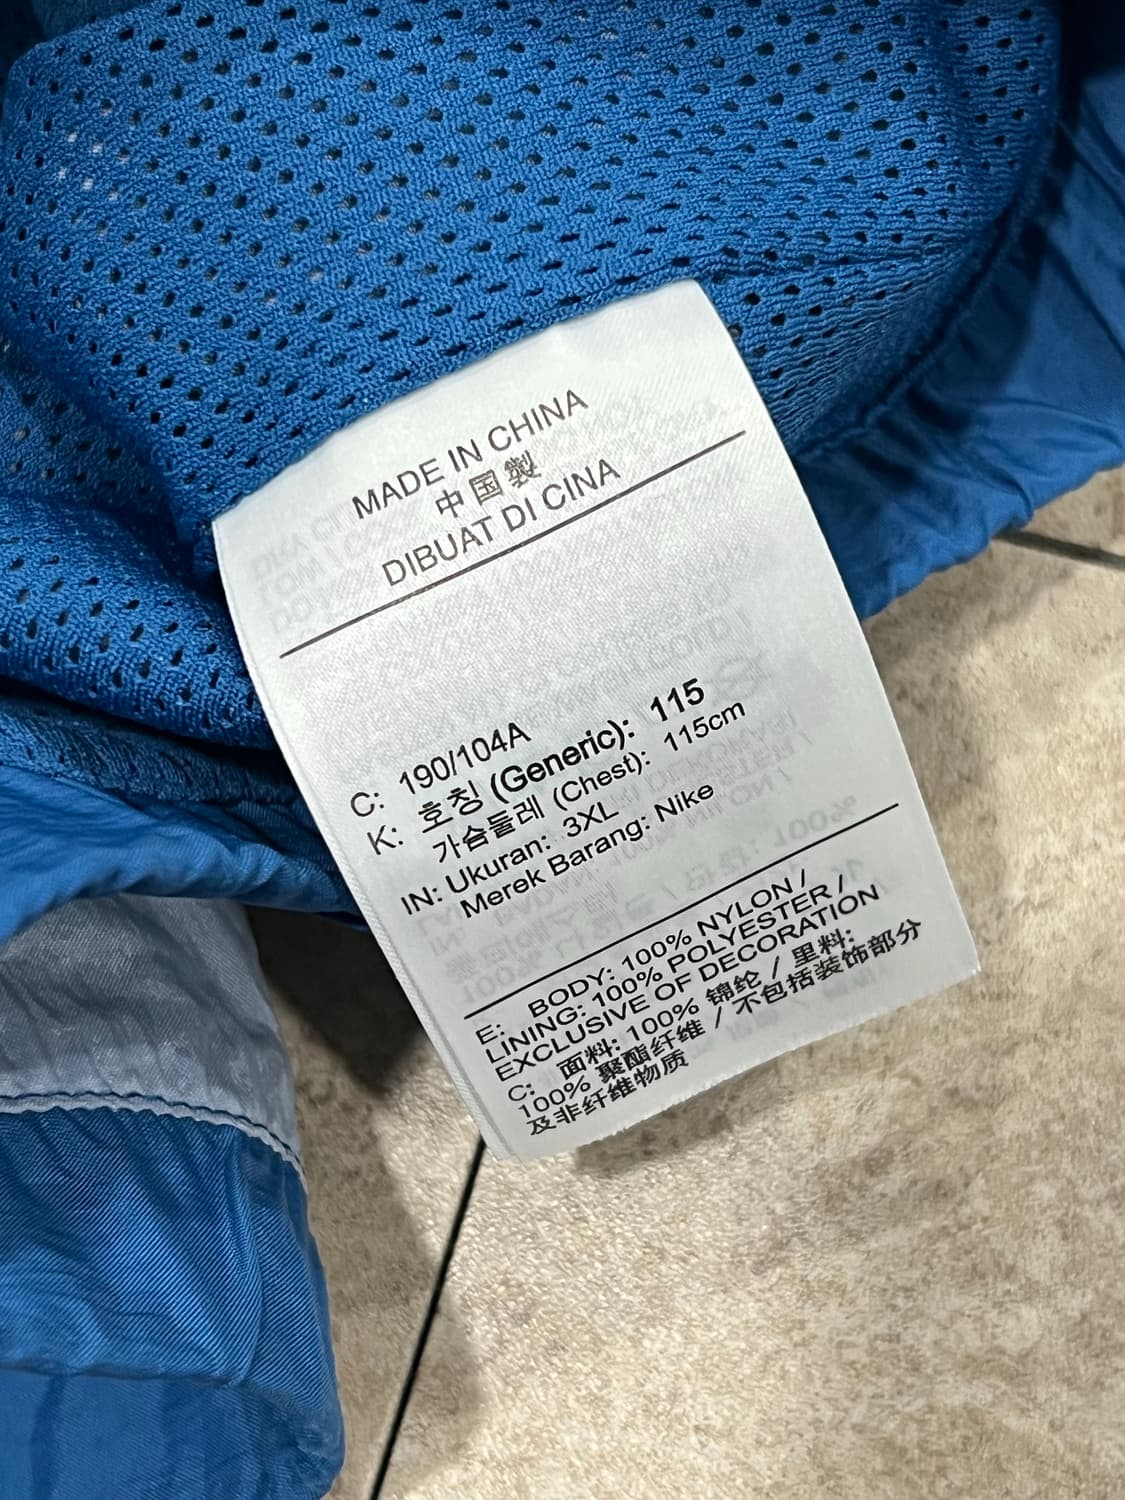 MADE IN CHINA
中国製
DIBUAT DI CINA
C: 190/104A
K: 호칭 (Generic): 115
가슴둘레 (Chest): 115cm
IN: Ukuran: 3XL
Merek Barang: Nike
E: BODY: 100% NYLON /
LINING: 100% POLYESTER /
EXCLUSIVE OF DECORATION
C: 面料: 100% 锦纶 / 里料:
100% 聚酯纤维 / 不包括装饰部分
及非纤维物质